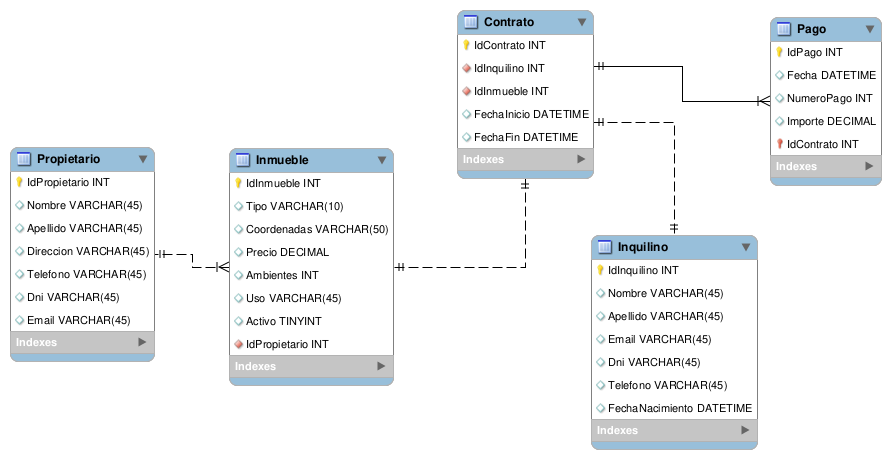 Contrato
IdContrato INT
IdInquilino INT
IdInmueble INT
FechaInicio DATETIME
FechaFin DATETIME
Indexes
Pago
IdPago INT
Fecha DATETIME
NumeroPago INT
Importe DECIMAL
IdContrato INT
Indexes
Propietario
IdPropietario INT
Nombre VARCHAR(45)
Apellido VARCHAR(45)
Direccion VARCHAR(45)
Telefono VARCHAR(45)
Dni VARCHAR(45)
Email VARCHAR(45)
Indexes
Inmueble
IdInmueble INT
Tipo VARCHAR(10)
Coordenadas VARCHAR(50)
Precio DECIMAL
Ambientes INT
Uso VARCHAR(45)
Activo TINYINT
IdPropietario INT
Indexes
Inquilino
IdInquilino INT
Nombre VARCHAR(45)
Apellido VARCHAR(45)
Email VARCHAR(45)
Dni VARCHAR(45)
Telefono VARCHAR(45)
FechaNacimiento DATETIME
Indexes